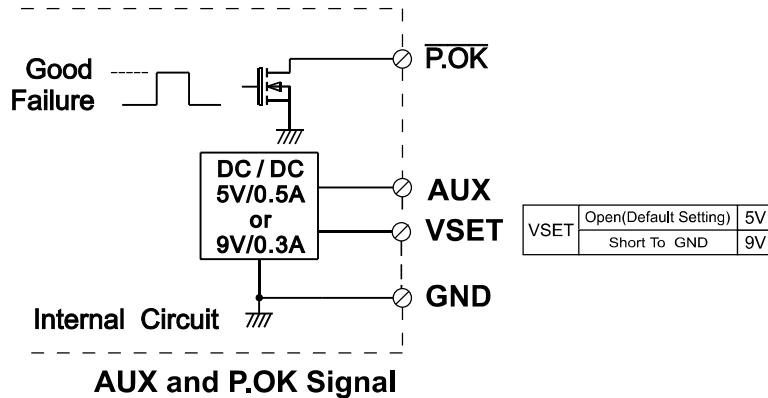 P.OK
Good
Failure
DC / DC
5V/0.5A
or
9V/0.3A
AUX
VSET
VSET Open(Default Setting) 5V
Short To GND 9V
GND
Internal Circuit
AUX and P.OK Signal